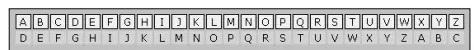 A B C D E F G H I J K L M N O P Q R S T U V W X Y Z
D E F G H I J K L M N O P Q R S T U V W X Y Z A B C